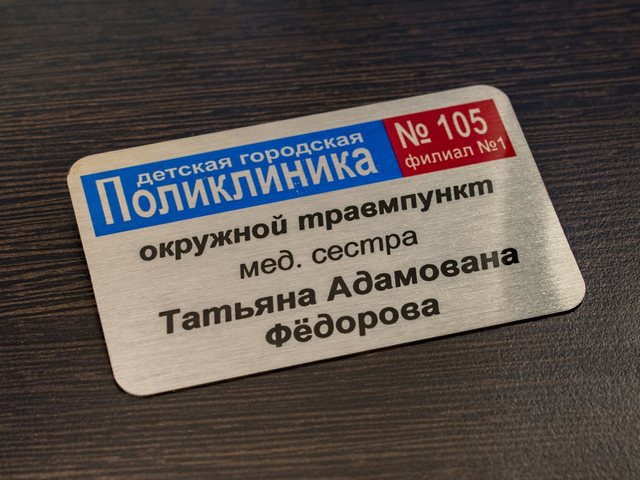 детская городская
Поликлиника
№ 105
филиал №1
окружной травмпункт
мед. сестра
Татьяна Адамована
Фёдорова